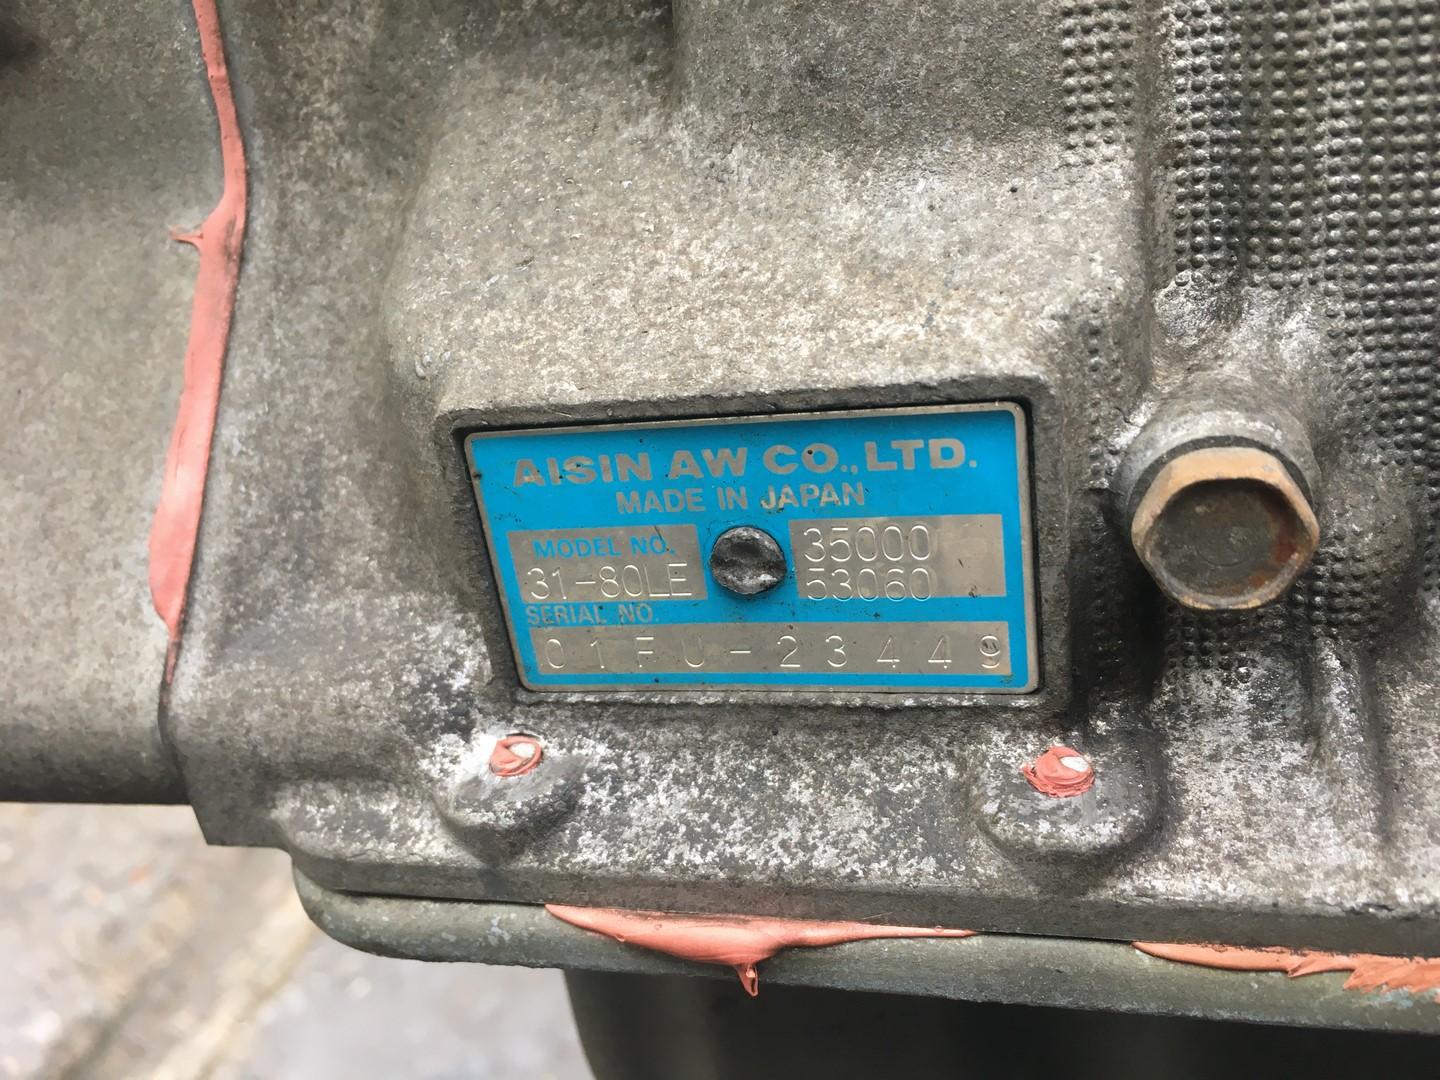 AISIN AW CO., LTD.
MADE IN JAPAN
MODEL NO. 35000
31-80LE 53060
SERIAL NO.
01FU-23449